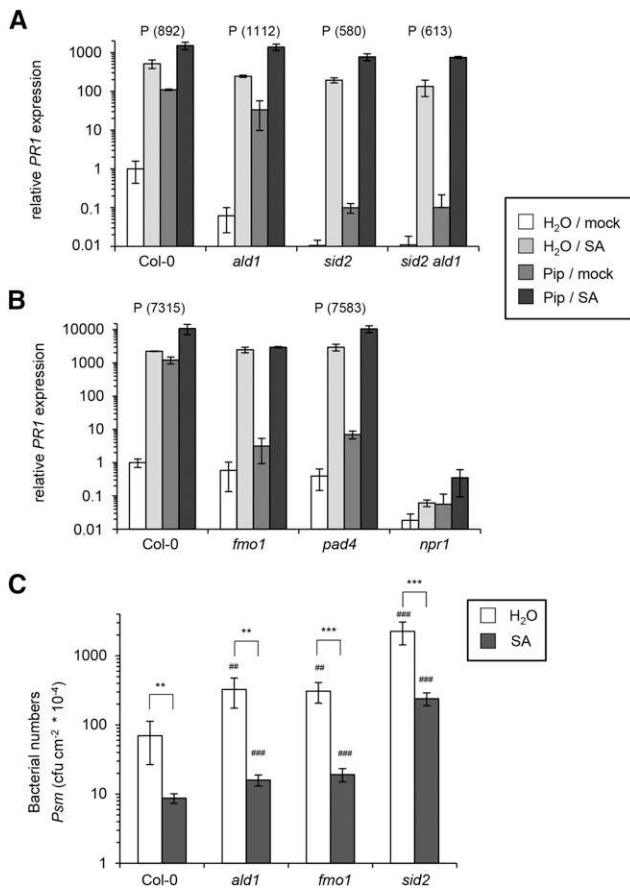 A
P (892) P (1112) P (580) P (613)
relative PR1 expression
1000
100
10
1
0.1
0.01
Col-0 ald1 sid2 sid2 ald1
H₂O / mock
H₂O / SA
Pip / mock
Pip / SA
B
P (7315) P (7583)
relative PR1 expression
10000
1000
100
10
1
0.1
0.01
Col-0 fmo1 pad4 npr1
C
Bacterial numbers
Psm (cfu cm⁻² * 10⁻⁴)
1000
100
10
1
** ** *** ***
## ## ###
### ### ###
Col-0 ald1 fmo1 sid2
H₂O
SA